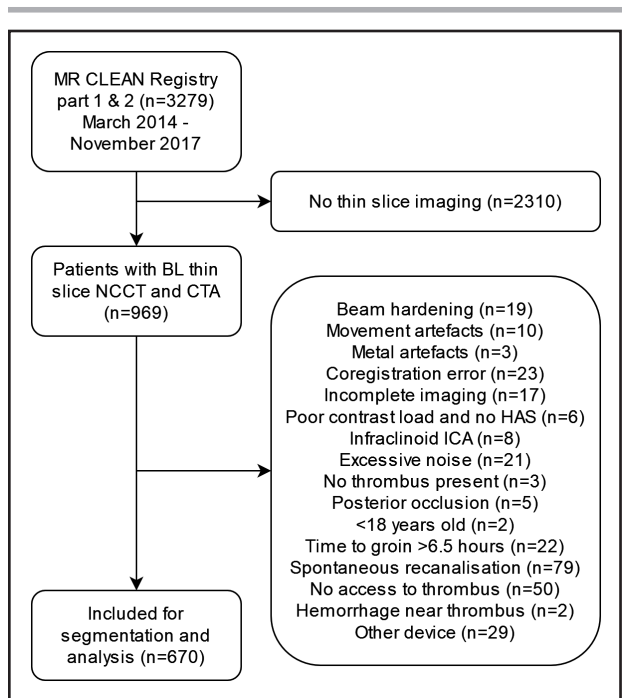 MR CLEAN Registry
part 1 & 2 (n=3279)
March 2014 -
November 2017
No thin slice imaging (n=2310)
Patients with BL thin
slice NCCT and CTA
(n=969)
Beam hardening (n=19)
Movement artefacts (n=10)
Metal artefacts (n=3)
Coregistration error (n=23)
Incomplete imaging (n=17)
Poor contrast load and no HAS (n=6)
Infraclinoid ICA (n=8)
Excessive noise (n=21)
No thrombus present (n=3)
Posterior occlusion (n=5)
<18 years old (n=2)
Time to groin >6.5 hours (n=22)
Spontaneous recanalisation (n=79)
No access to thrombus (n=50)
Hemorrhage near thrombus (n=2)
Other device (n=29)
Included for
segmentation and
analysis (n=670)